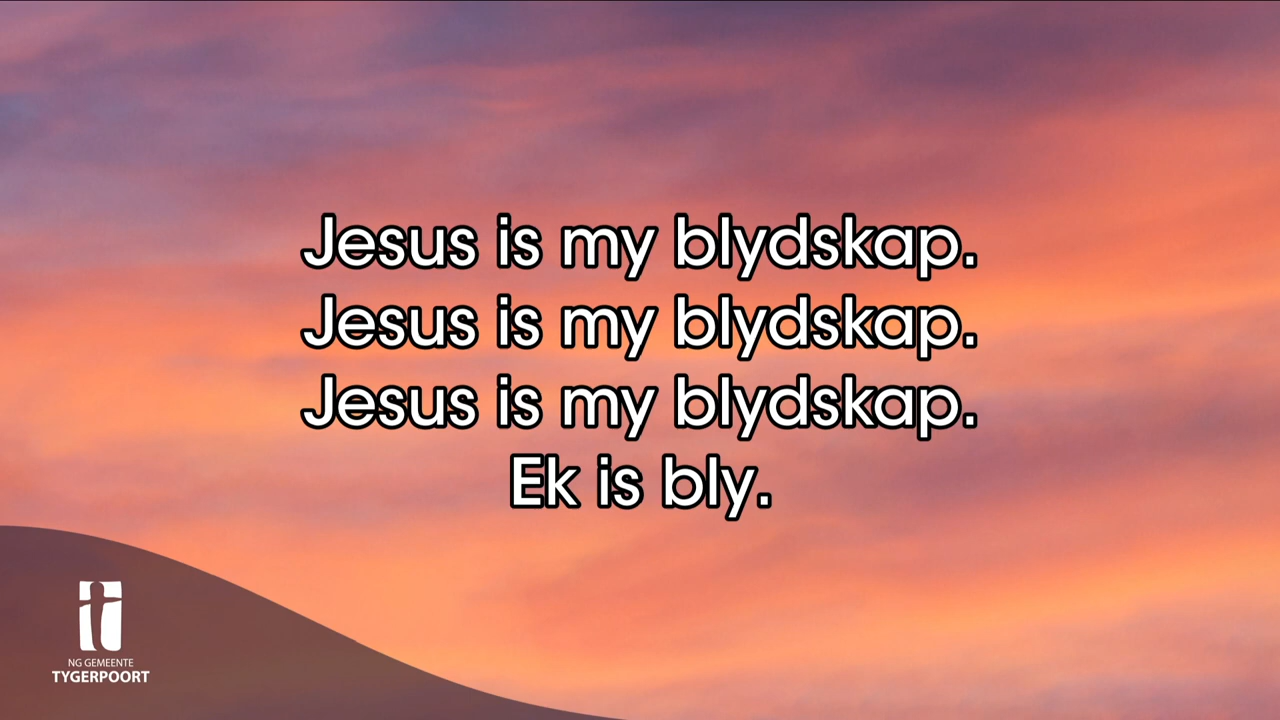 Jesus is my blydskap.
Jesus is my blydskap.
Jesus is my blydskap.
Ek is bly.
NG GEMEENTE
TYGERPOORT